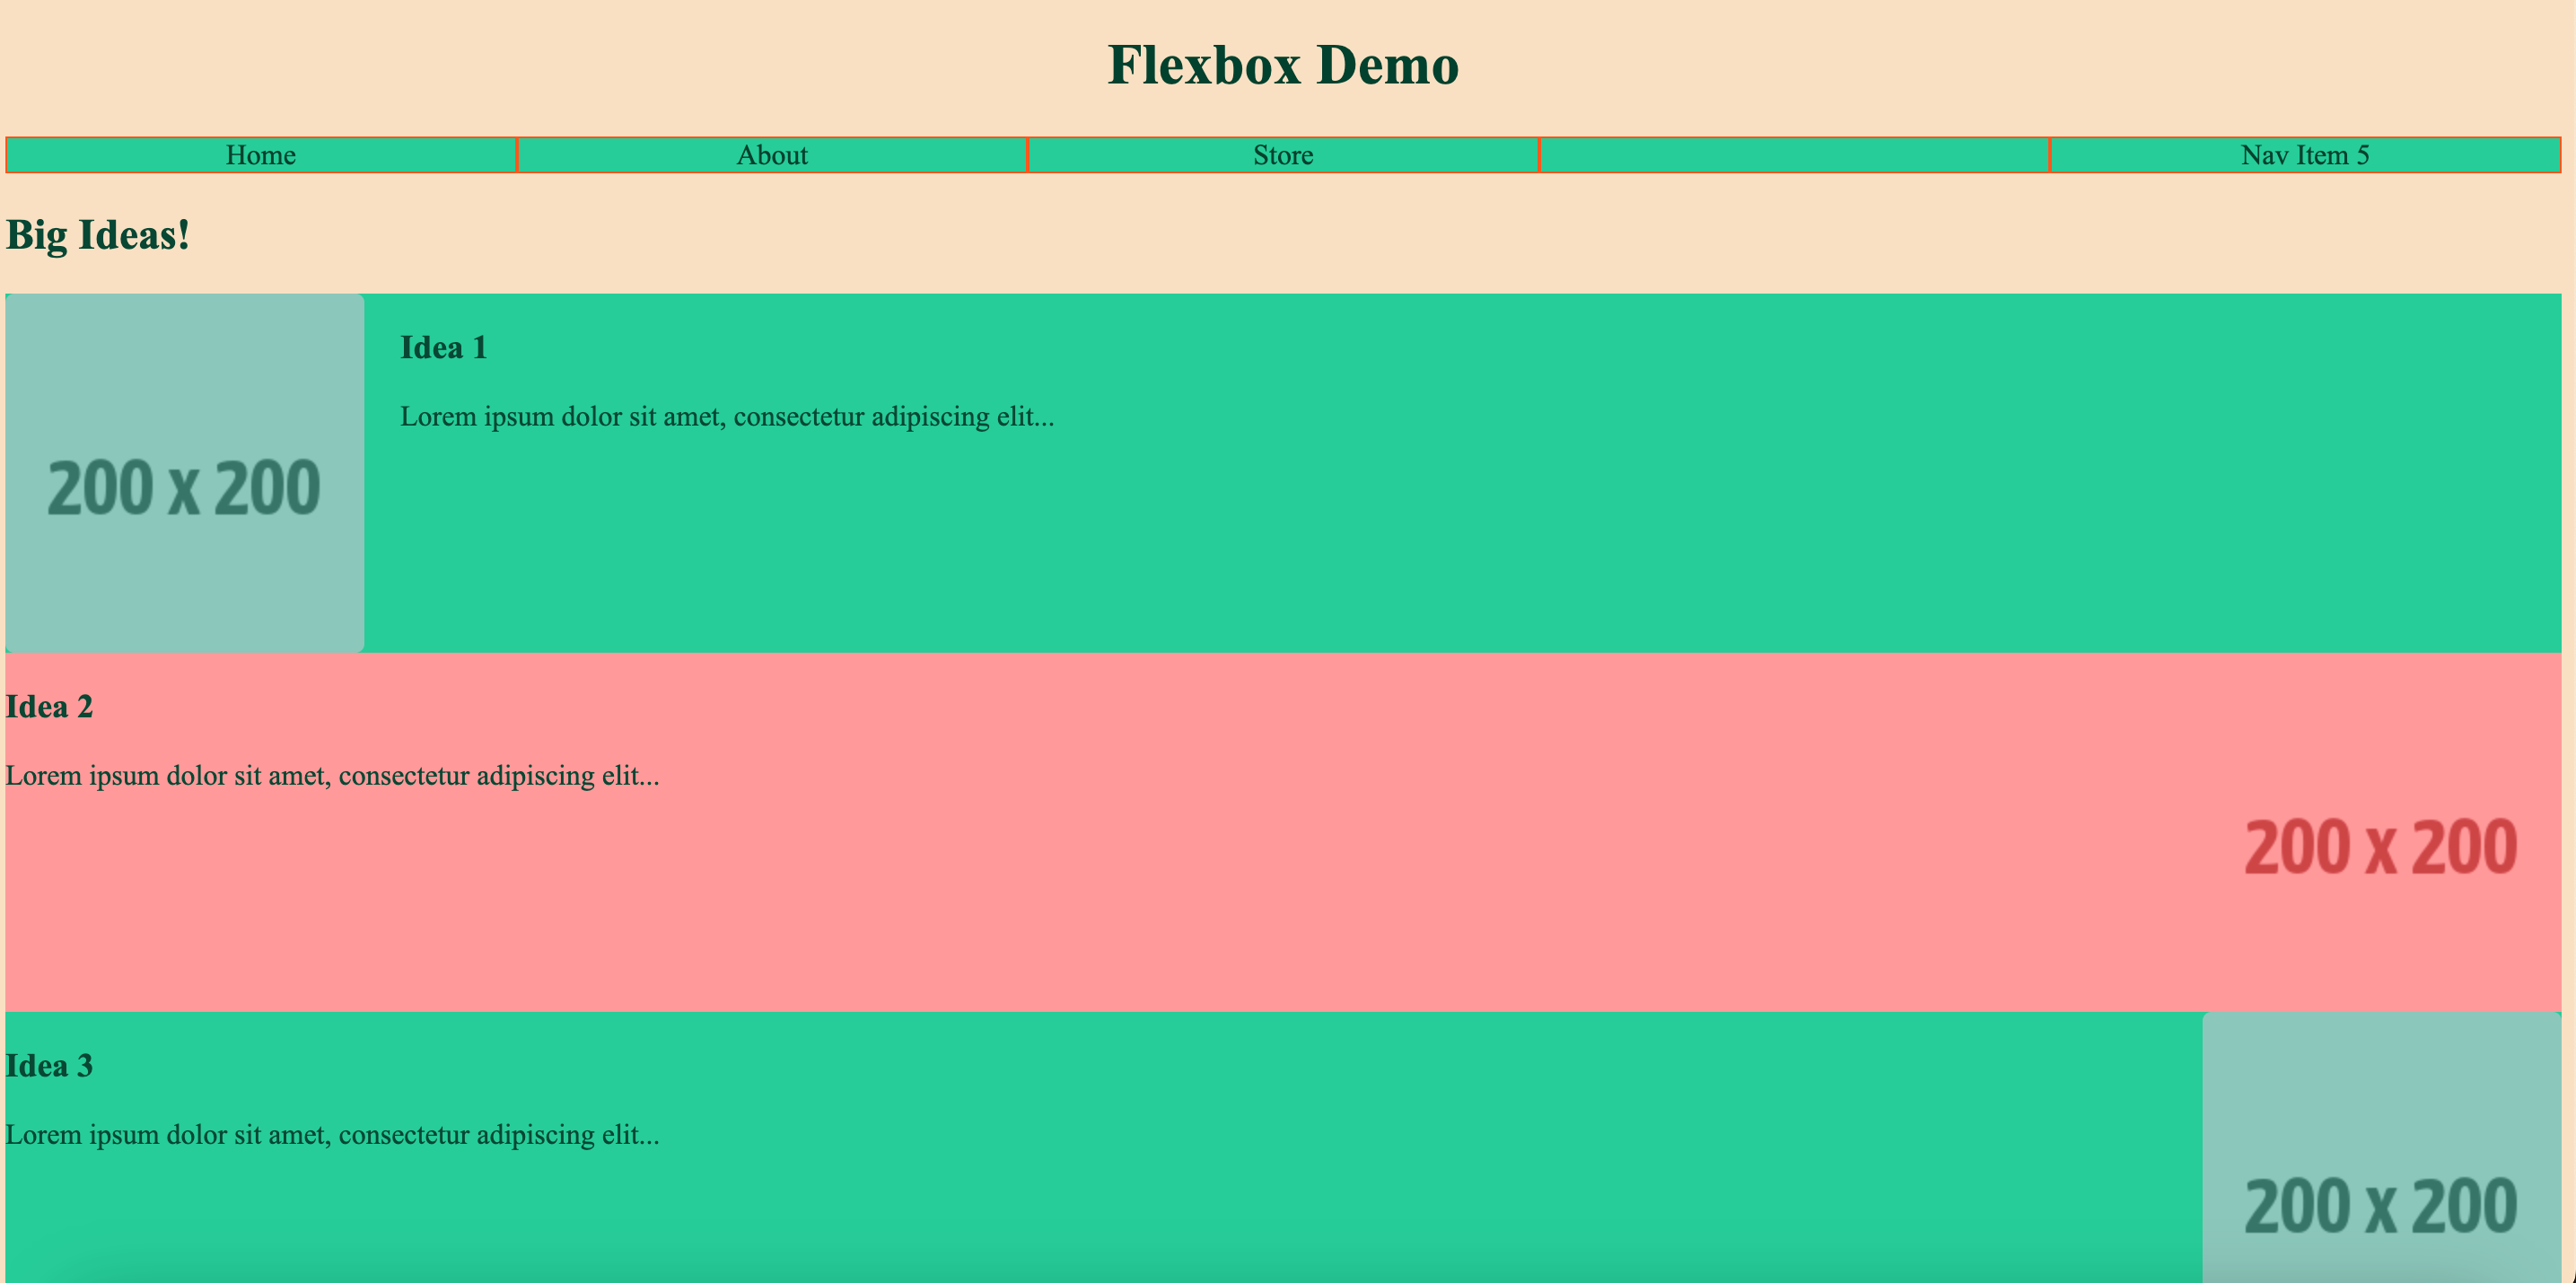 Flexbox Demo
Home About Store Nav Item 5
Big Ideas!
200 x 200
Idea 1
Lorem ipsum dolor sit amet, consectetur adipiscing elit...
Idea 2
Lorem ipsum dolor sit amet, consectetur adipiscing elit...
200 x 200
Idea 3
Lorem ipsum dolor sit amet, consectetur adipiscing elit...
200 x 200